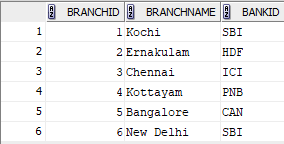 BRANCHID BRANCHNAME BANKID
1 1 Kochi SBI
2 2 Ernakulam HDF
3 3 Chennai ICI
4 4 Kottayam PNB
5 5 Bangalore CAN
6 6 New Delhi SBI